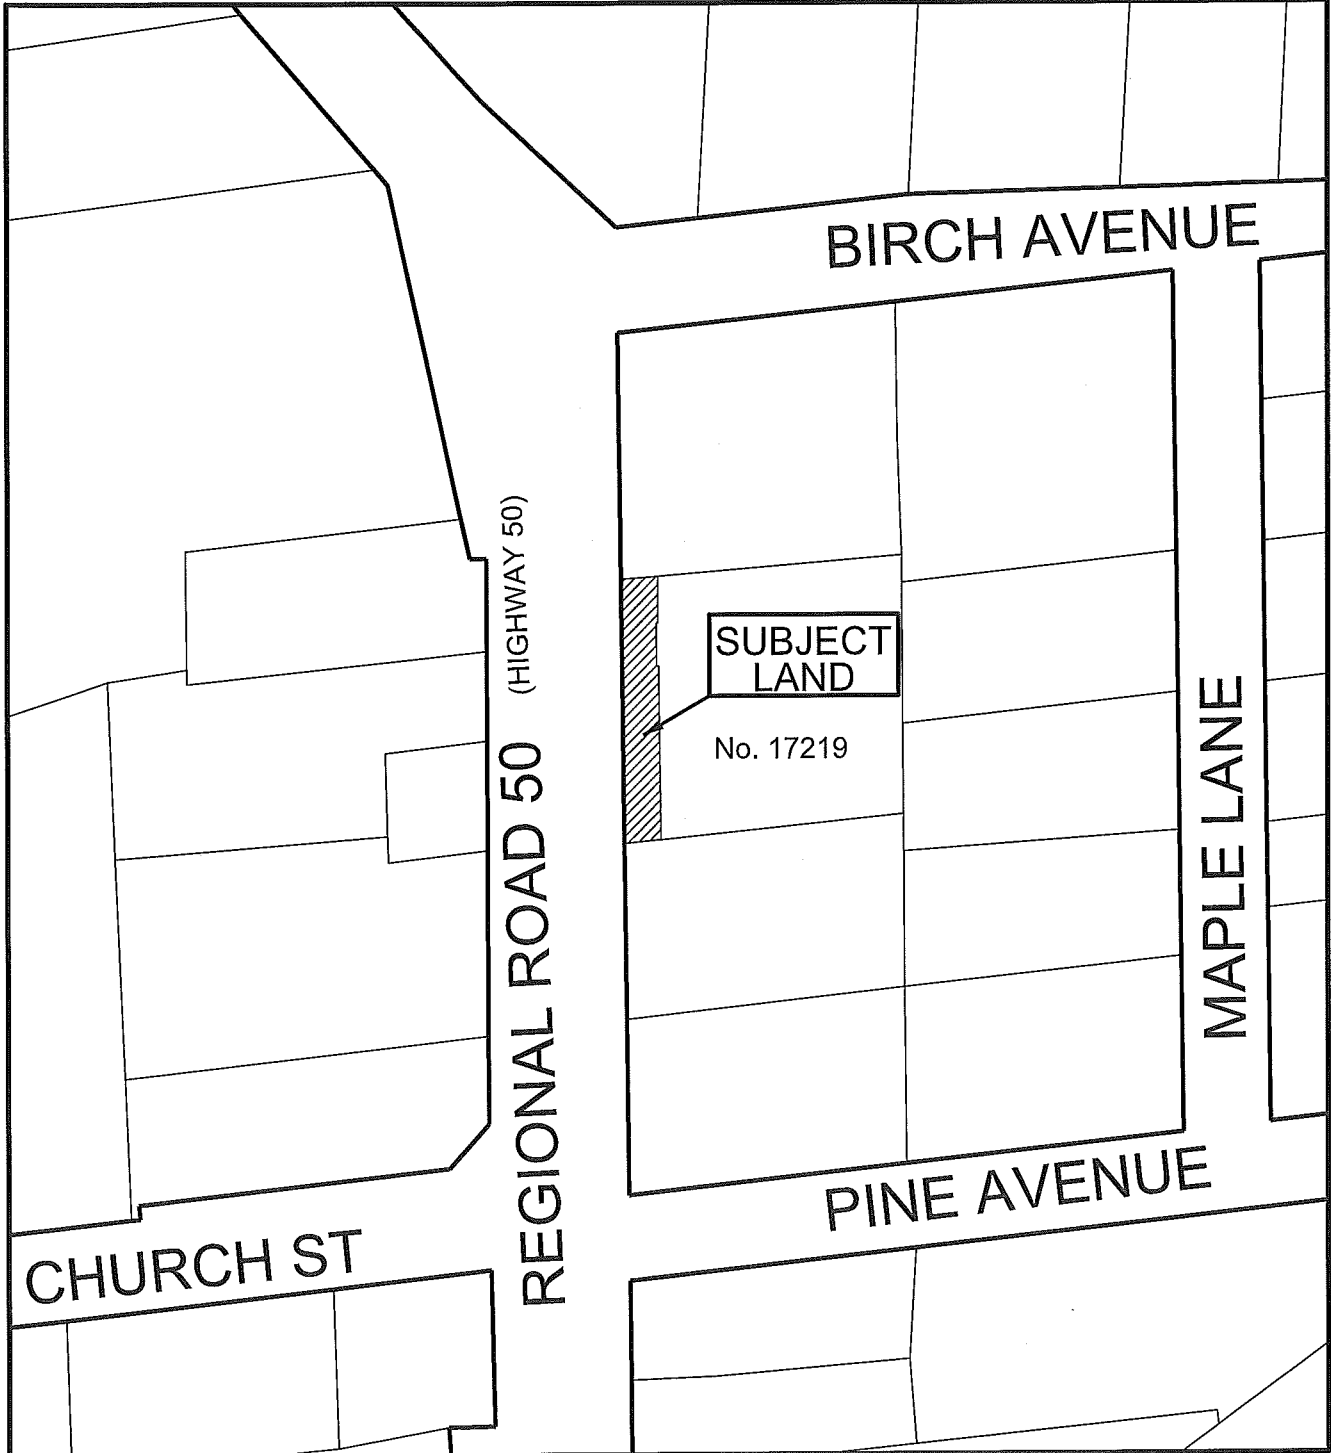 BIRCH AVENUE
REGIONAL ROAD 50 (HIGHWAY 50)
SUBJECT
LAND
No. 17219
MAPLE LANE
PINE AVENUE
CHURCH ST